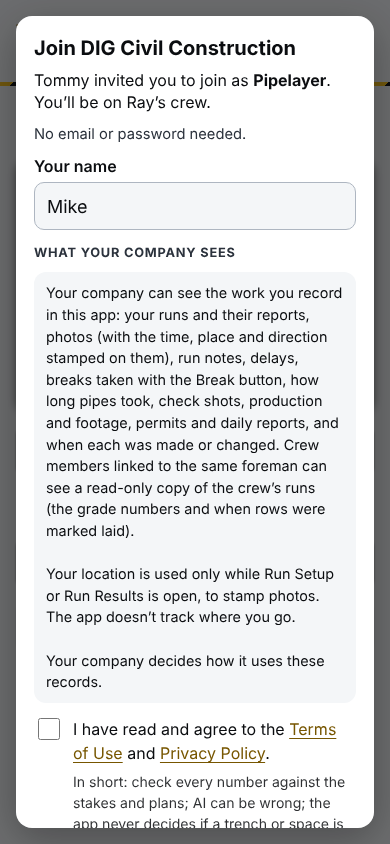 Join DIG Civil Construction
Tommy invited you to join as Pipelayer.
You’ll be on Ray’s crew.
No email or password needed.
Your name
Mike
WHAT YOUR COMPANY SEES
Your company can see the work you record
in this app: your runs and their reports,
photos (with the time, place and direction
stamped on them), run notes, delays,
breaks taken with the Break button, how
long pipes took, check shots, production
and footage, permits and daily reports, and
when each was made or changed. Crew
members linked to the same foreman can
see a read-only copy of the crew’s runs
(the grade numbers and when rows were
marked laid).
Your location is used only while Run Setup
or Run Results is open, to stamp photos.
The app doesn’t track where you go.
Your company decides how it uses these
records.
I have read and agree to the Terms
of Use and Privacy Policy.
In short: check every number against the
stakes and plans; AI can be wrong; the
app never decides if a trench or space is